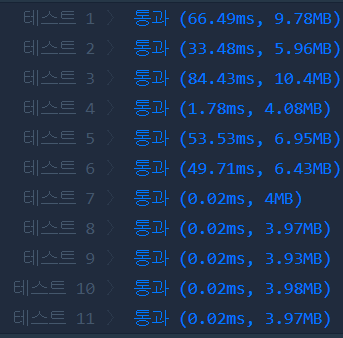 테스트 1 > 통과 (66.49ms, 9.78MB)
테스트 2 > 통과 (33.48ms, 5.96MB)
테스트 3 > 통과 (84.43ms, 10.4MB)
테스트 4 > 통과 (1.78ms, 4.08MB)
테스트 5 > 통과 (53.53ms, 6.95MB)
테스트 6 > 통과 (49.71ms, 6.43MB)
테스트 7 > 통과 (0.02ms, 4MB)
테스트 8 > 통과 (0.02ms, 3.97MB)
테스트 9 > 통과 (0.02ms, 3.93MB)
테스트 10 > 통과 (0.02ms, 3.98MB)
테스트 11 > 통과 (0.02ms, 3.97MB)